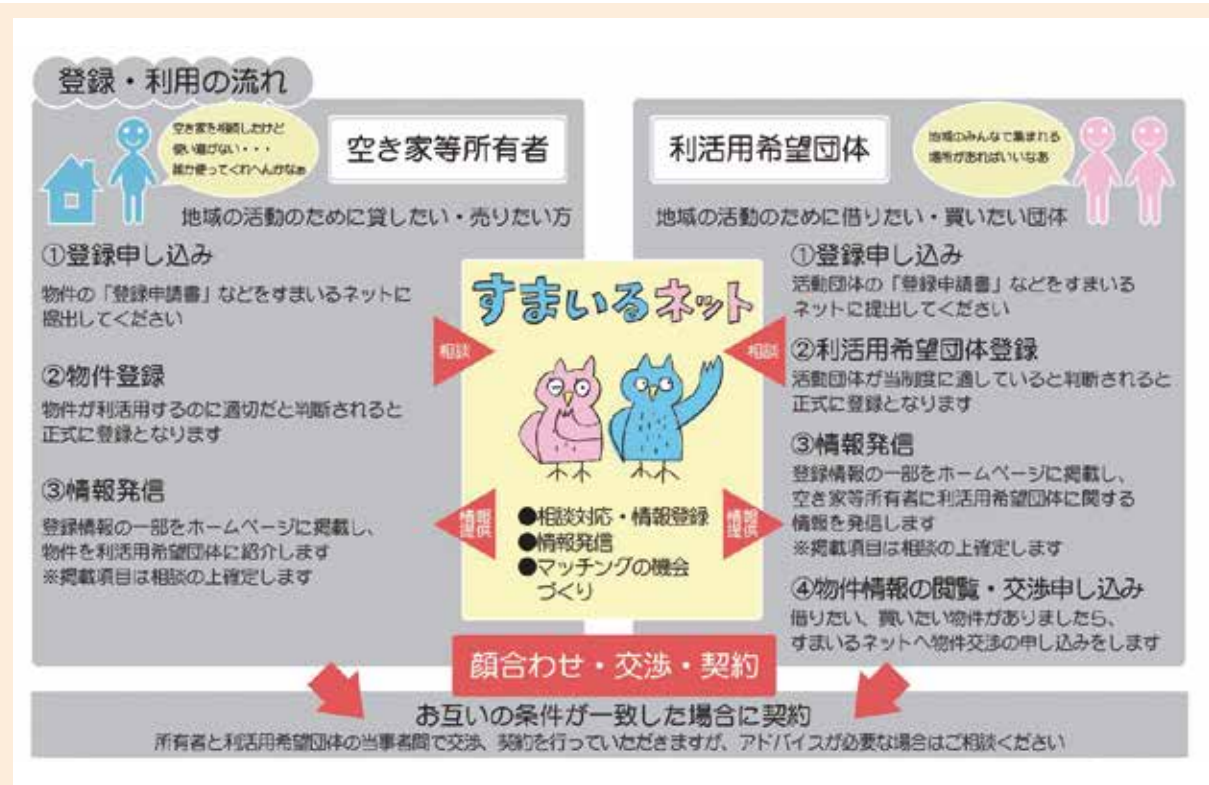 登録・利用の流れ
空き家を相続したけど
使い道がない・・・
誰か使ってくれへんかなぁ
空き家等所有者
地域の活動のために貸したい・売りたい方
①登録申し込み
物件の「登録申請書」などをすまいるネットに
提出してください
②物件登録
物件が利活用するのに適切だと判断されると
正式に登録となります
③情報発信
登録情報の一部をホームページに掲載し、
物件を利活用希望団体に紹介します
※掲載項目は相談の上確定します
利活用希望団体
地域のみんなで集まれる
場所があればいいなあ
地域の活動のために借りたい・買いたい団体
①登録申し込み
活動団体の「登録申請書」などをすまいる
ネットに提出してください
②利活用希望団体登録
活動団体が当制度に適していると判断されると
正式に登録となります
③情報発信
登録情報の一部をホームページに掲載し、
空き家等所有者に利活用希望団体に関する
情報を発信します
※掲載項目は相談の上確定します
④物件情報の閲覧・交渉申し込み
借りたい、買いたい物件がありましたら、
すまいるネットへ物件交渉の申し込みをします
すまいるネット
相談
相談
情報
提供
情報
提供
●相談対応・情報登録
●情報発信
●マッチングの機会
づくり
顔合わせ・交渉・契約
お互いの条件が一致した場合に契約
所有者と利活用希望団体の当事者間で交渉、契約を行っていただきますが、アドバイスが必要な場合はご相談ください